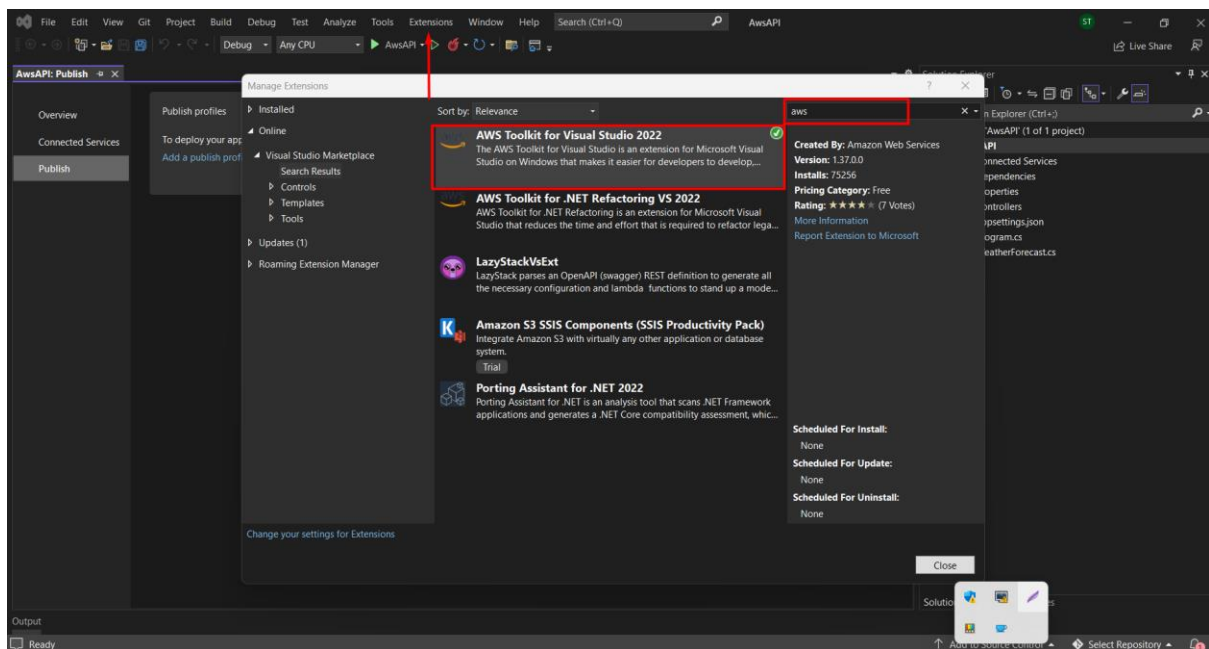 File Edit View Git Project Build Debug Test Analyze Tools Extensions Window Help Search (Ctrl+Q) AwsAPI ST
Debug Any CPU AwsAPI Live Share
AwsAPI: Publish
Overview
Connected Services
Publish
Publish profiles
To deploy your app
Add a publish prof
Manage Extensions ?
Installed
Online
Visual Studio Marketplace
Search Results
Controls
Templates
Tools
Updates (1)
Roaming Extension Manager
Change your settings for Extensions
Sort by: Relevance
AWS Toolkit for Visual Studio 2022
The AWS Toolkit for Visual Studio is an extension for Microsoft Visual
Studio on Windows that makes it easier for developers to develop,...
AWS Toolkit for .NET Refactoring VS 2022
AWS Toolkit for .NET Refactoring is an extension for Microsoft Visual
Studio that reduces the time and effort that is required to refactor lega...
LazyStackVsExt
LazyStack parses an OpenAPI (swagger) REST definition to generate all
the necessary configuration and lambda functions to stand up a mode...
Amazon S3 SSIS Components (SSIS Productivity Pack)
Integrate Amazon S3 with virtually any other application or database
system.
Trial
Porting Assistant for .NET 2022
Porting Assistant for .NET is an analysis tool that scans .NET Framework
applications and generates a .NET Core compatibility assessment, whic...
aws
Created By: Amazon Web Services
Version: 1.37.0.0
Installs: 75256
Pricing Category: Free
Rating: ★★★★★ (7 Votes)
More Information
Report Extension to Microsoft
Scheduled For Install:
None
Scheduled For Update:
None
Scheduled For Uninstall:
None
Close
n Explorer (Ctrl+;)
'AwsAPI' (1 of 1 project)
API
onnected Services
ependencies
operties
ontrollers
ppsettings.json
ogram.cs
eatherForecast.cs
Solutio
Output
Ready
Add to Source Control Select Repository